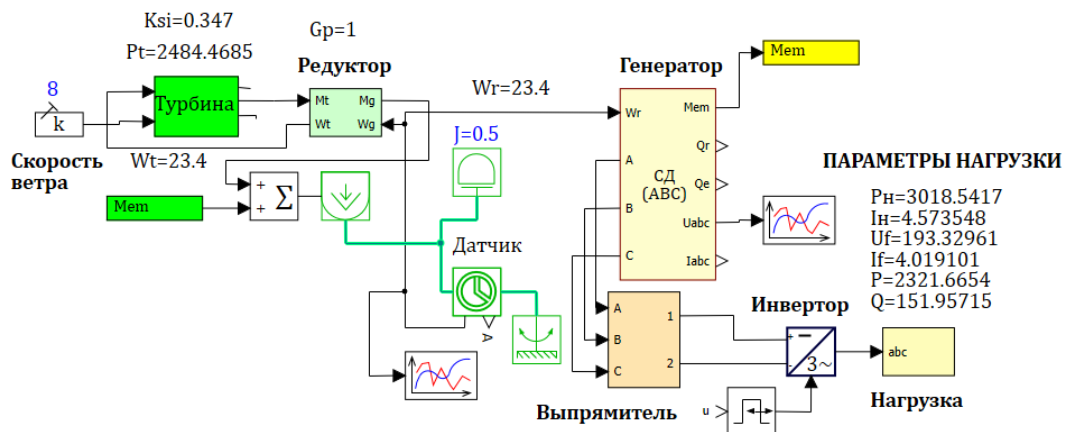 Ksi=0.347
Pt=2484.4685
Gp=1
Редуктор
Генератор
Mem
8
Турбина
k
Mt
Mg
Wt
Wg
Wr=23.4
Wr
Mem
Qr
A
Qe
СД
(ABC)
B
Uabc
C
Iabc
Скорость
ветра
Wt=23.4
J=0.5
Mem
+
+
Σ
Датчик
A
ПАРАМЕТРЫ НАГРУЗКИ
Pн=3018.5417
Iн=4.573548
Uf=193.32961
If=4.019101
P=2321.6654
Q=151.95715
Инвертор
A
1
B
2
C
+
-
3~
abc
u
Выпрямитель
Нагрузка